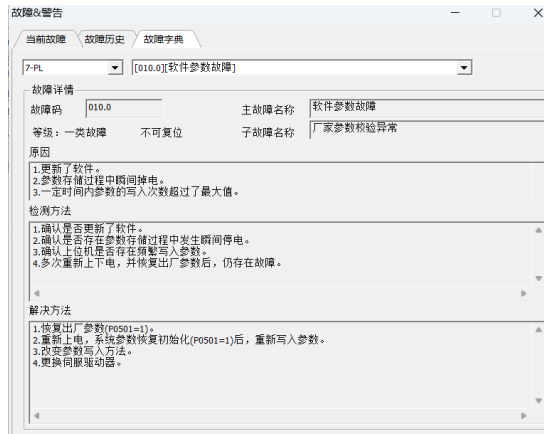 故障&警告
当前故障 故障历史 故障字典
7-PL [010.0][软件参数故障]
故障详情
故障码 010.0 主故障名称 软件参数故障
等级：一类故障 不可复位 子故障名称 厂家参数校验异常
原因
1.更新了软件。
2.参数存储过程中瞬间掉电。
3.一定时间内参数的写入次数超过了最大值。
检测方法
1.确认是否更新了软件。
2.确认是否存在参数存储过程中发生瞬间停电。
3.确认上位机是否存在频繁写入参数。
4.多次重新上下电，并恢复出厂参数后，仍存在故障。
解决方法
1.恢复出厂参数(P0501=1)。
2.重新上电，系统参数恢复初始化(P0501=1)后，重新写入参数。
3.改变参数写入方法。
4.更换伺服驱动器。